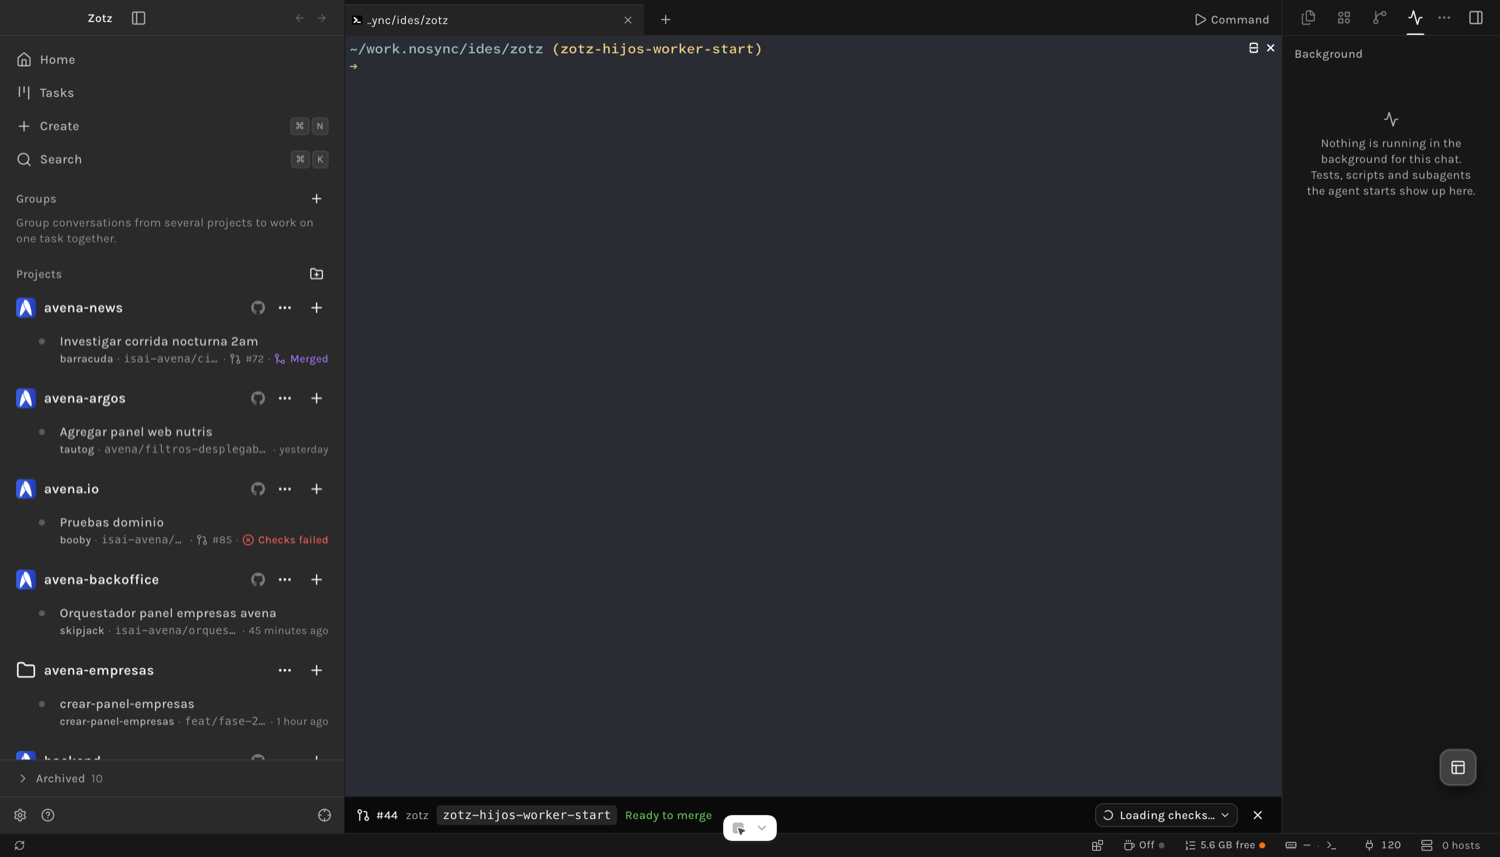 Zotz
Home
Tasks
Create ⌘ N
Search ⌘ K
Groups
Group conversations from several projects to work on
one task together.
Projects
avena-news
Investigar corrida nocturna 2am
barracuda · isai-avena/ci… · #72 · Merged
avena-argos
Agregar panel web nutris
tautog · avena/filtros-desplegab… · yesterday
avena.io
Pruebas dominio
booby · isai-avena/… · #85 · Checks failed
avena-backoffice
Orquestador panel empresas avena
skipjack · isai-avena/orques… · 45 minutes ago
avena-empresas
crear-panel-empresas
crear-panel-empresas · feat/fase-2… · 1 hour ago
Archived 10
..ync/ides/zotz
Command
~/work.nosync/ides/zotz (zotz-hijos-worker-start)
➜
#44 zotz zotz-hijos-worker-start Ready to merge
Loading checks…
Background
Nothing is running in the
background for this chat.
Tests, scripts and subagents
the agent starts show up here.
Off
5.6 GB free
120
0 hosts